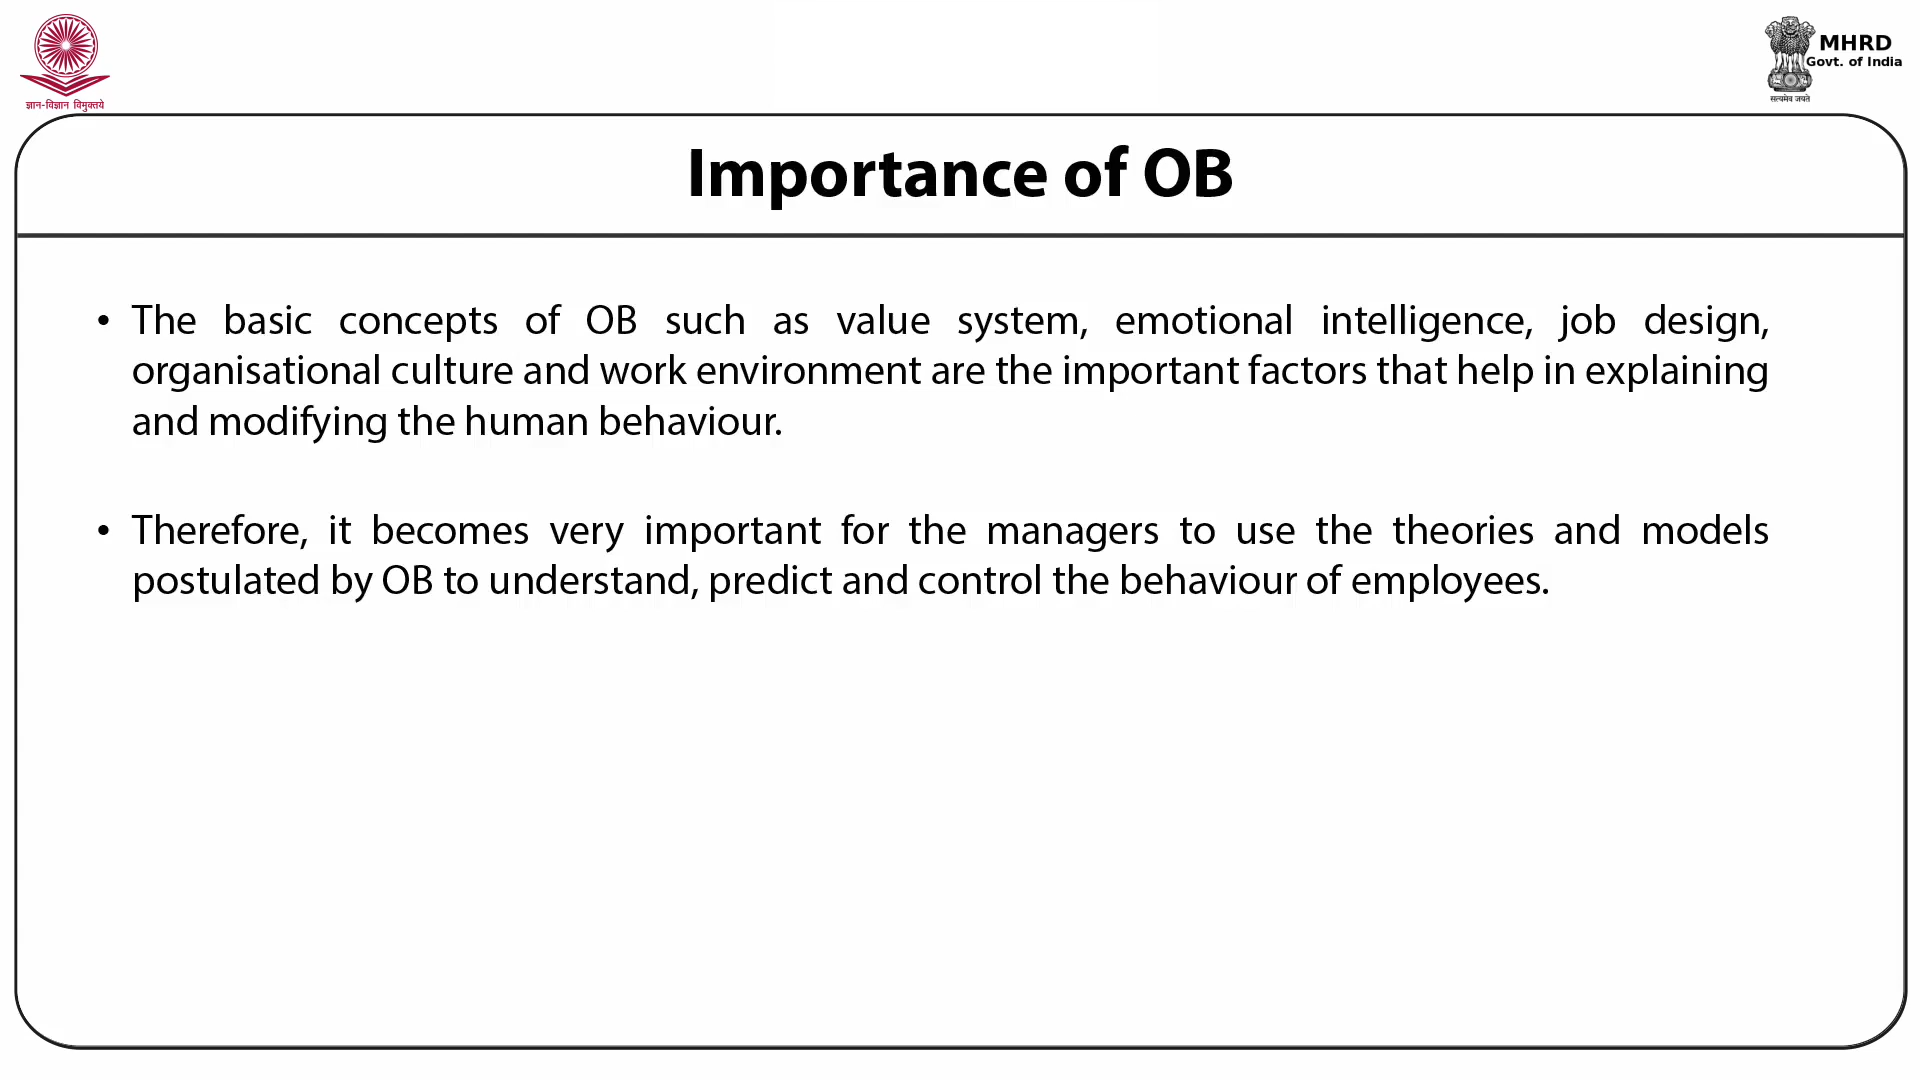 ज्ञान-विज्ञान विमुक्तये
MHRD
Govt. of India
सत्यमेव जयते
Importance of OB
• The basic concepts of OB such as value system, emotional intelligence, job design,
organisational culture and work environment are the important factors that help in explaining
and modifying the human behaviour.
• Therefore, it becomes very important for the managers to use the theories and models
postulated by OB to understand, predict and control the behaviour of employees.